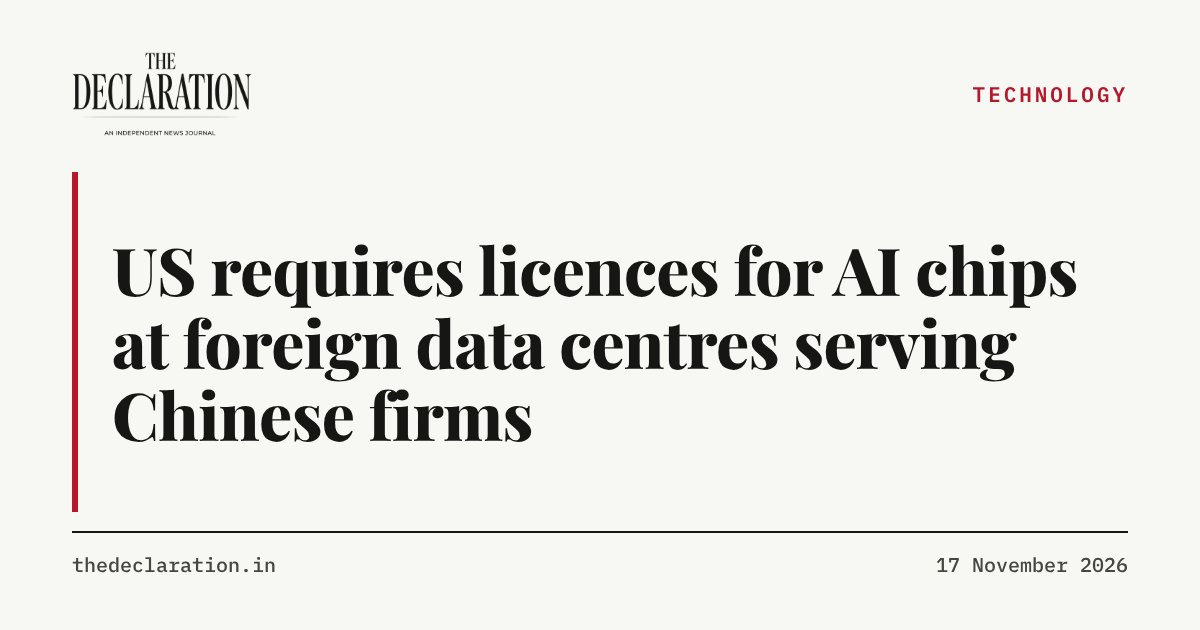 THE
DECLARATION
AN INDEPENDENT NEWS JOURNAL
TECHNOLOGY
US requires licences for AI chips
at foreign data centres serving
Chinese firms
thedeclaration.in
17 November 2026